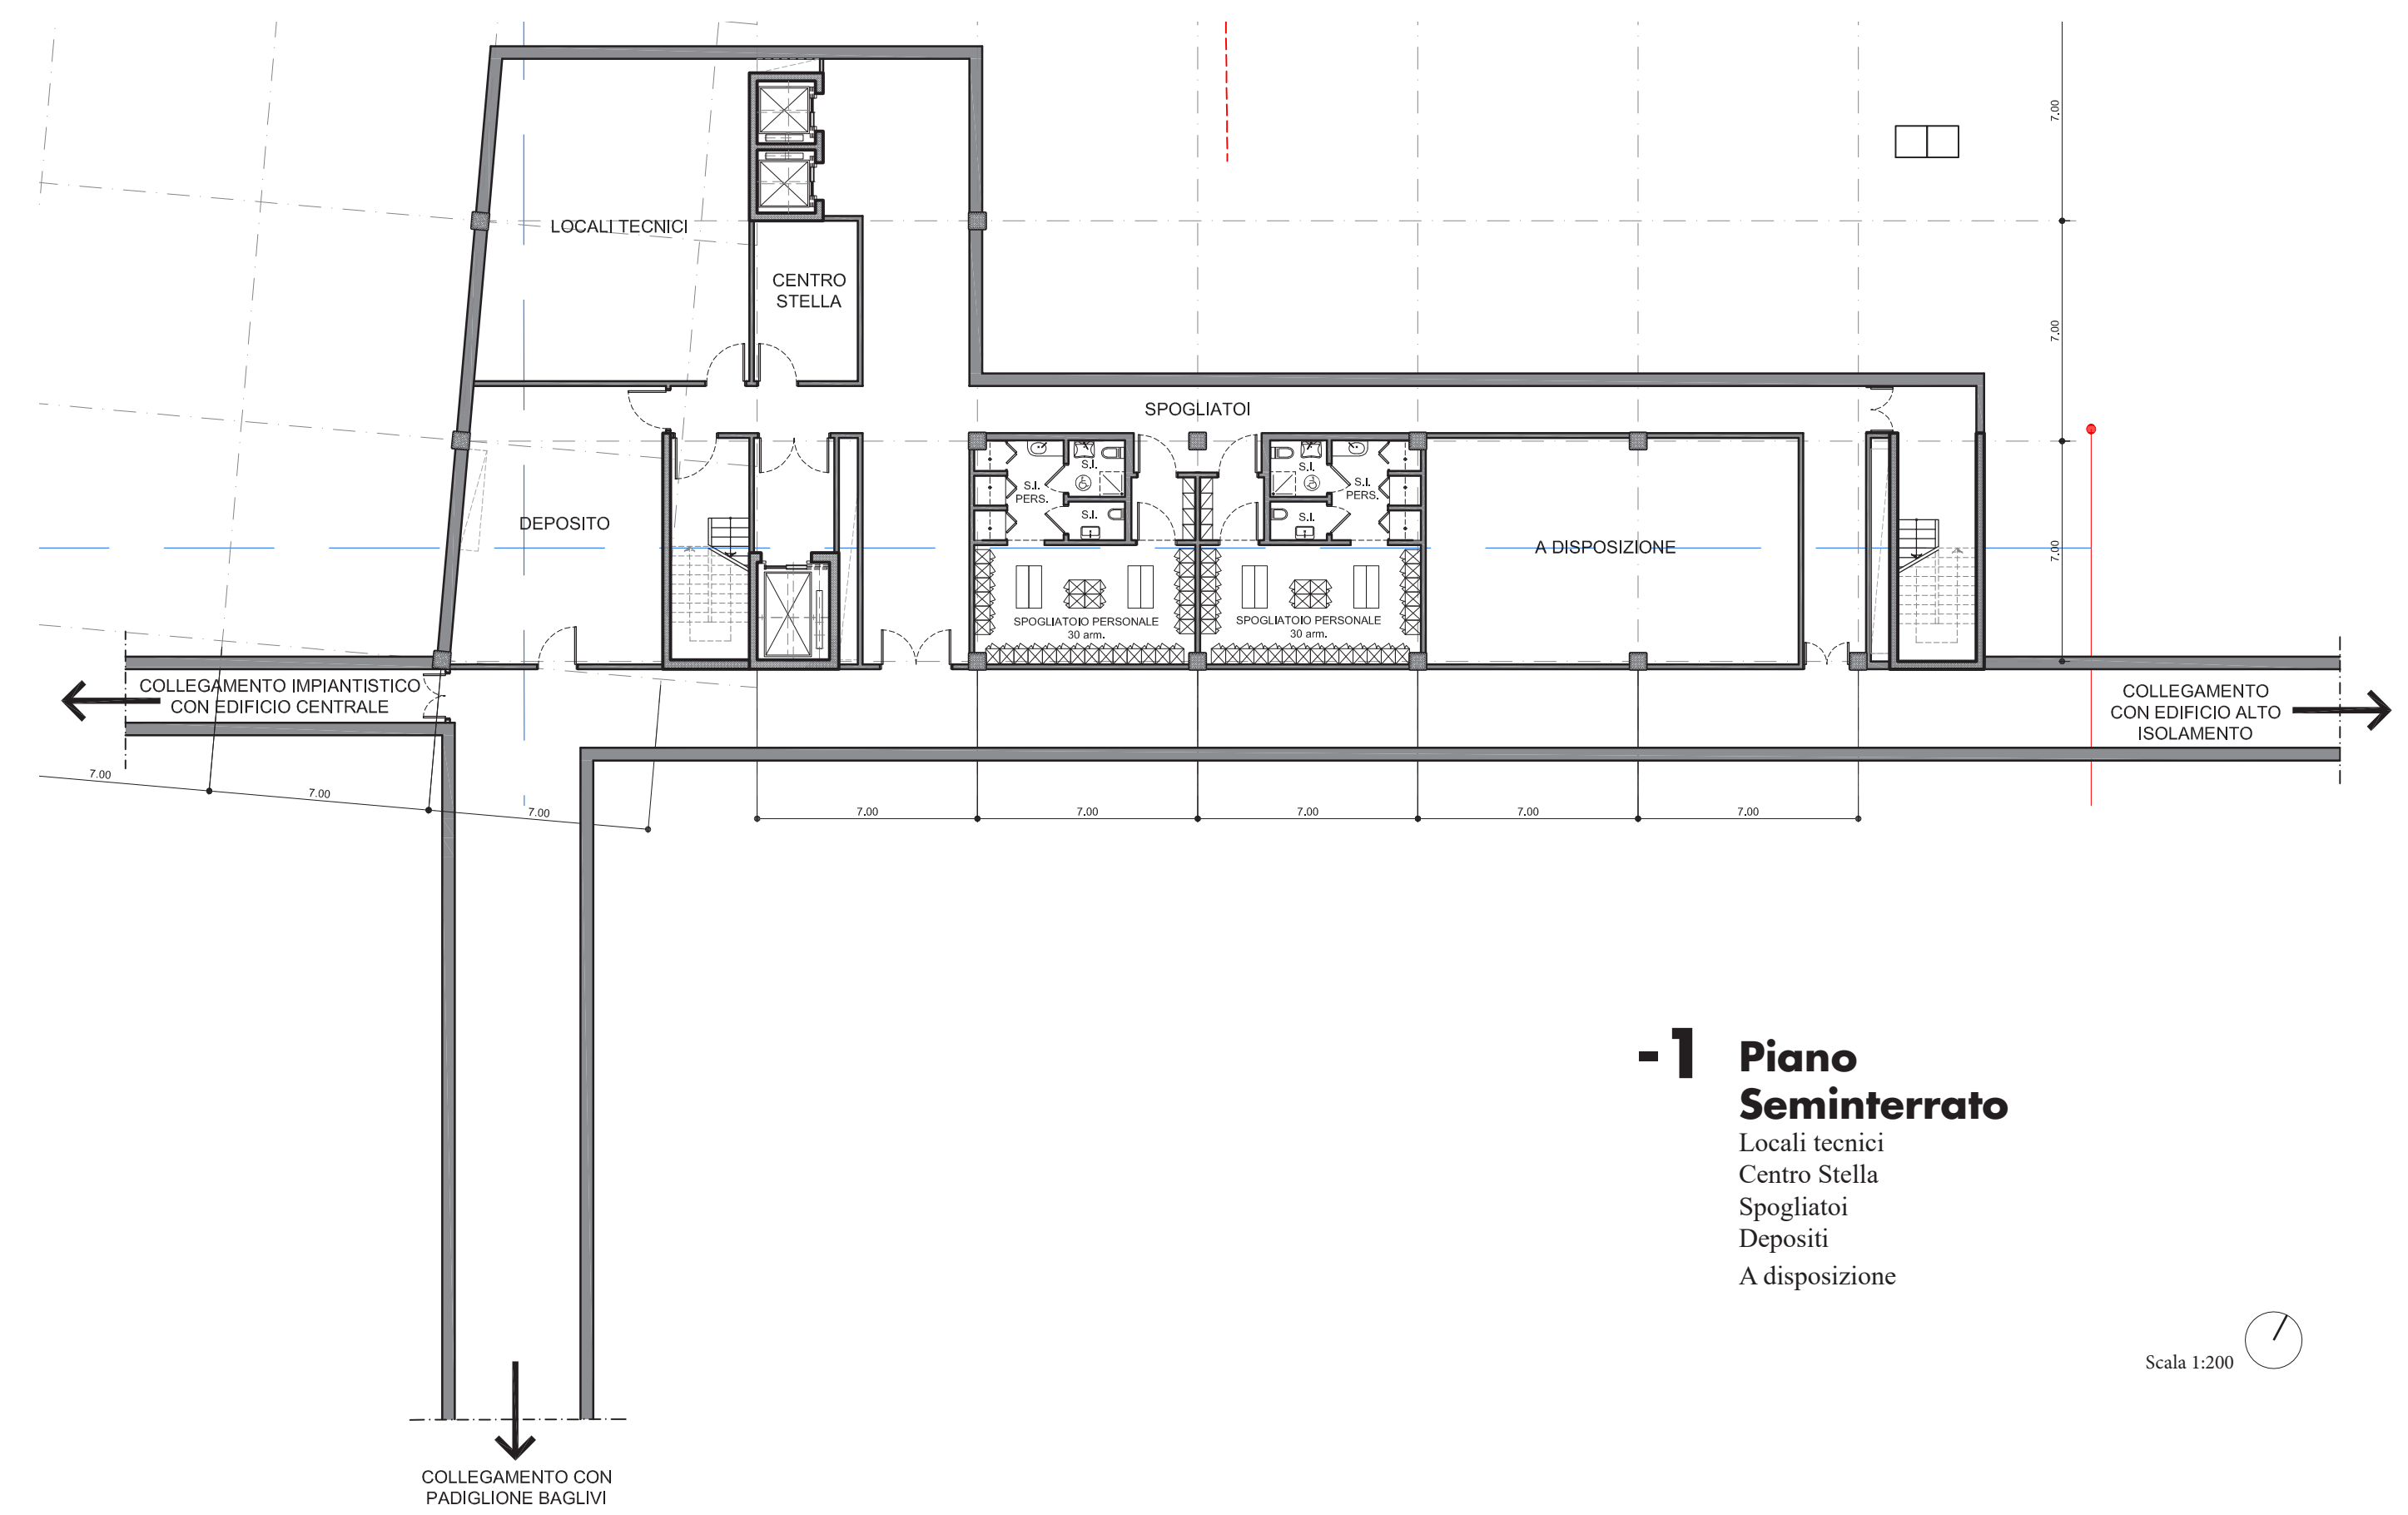 7.00
LOCALI TECNICI
CENTRO
STELLA
7.00
SPOGLIATOI
S.I.
S.I.
PERS.
S.I.
S.I.
S.I.
PERS.
S.I.
DEPOSITO
A DISPOSIZIONE
7.00
SPOGLIATOIO PERSONALE
30 arm.
SPOGLIATOIO PERSONALE
30 arm.
COLLEGAMENTO IMPIANTISTICO
CON EDIFICIO CENTRALE
COLLEGAMENTO
CON EDIFICIO ALTO
ISOLAMENTO
7.00
7.00
7.00
7.00
7.00
7.00
7.00
7.00
-1
Piano
Seminterrato
Locali tecnici
Centro Stella
Spogliatoi
Depositi
A disposizione
Scala 1:200
COLLEGAMENTO CON
PADIGLIONE BAGLIVI